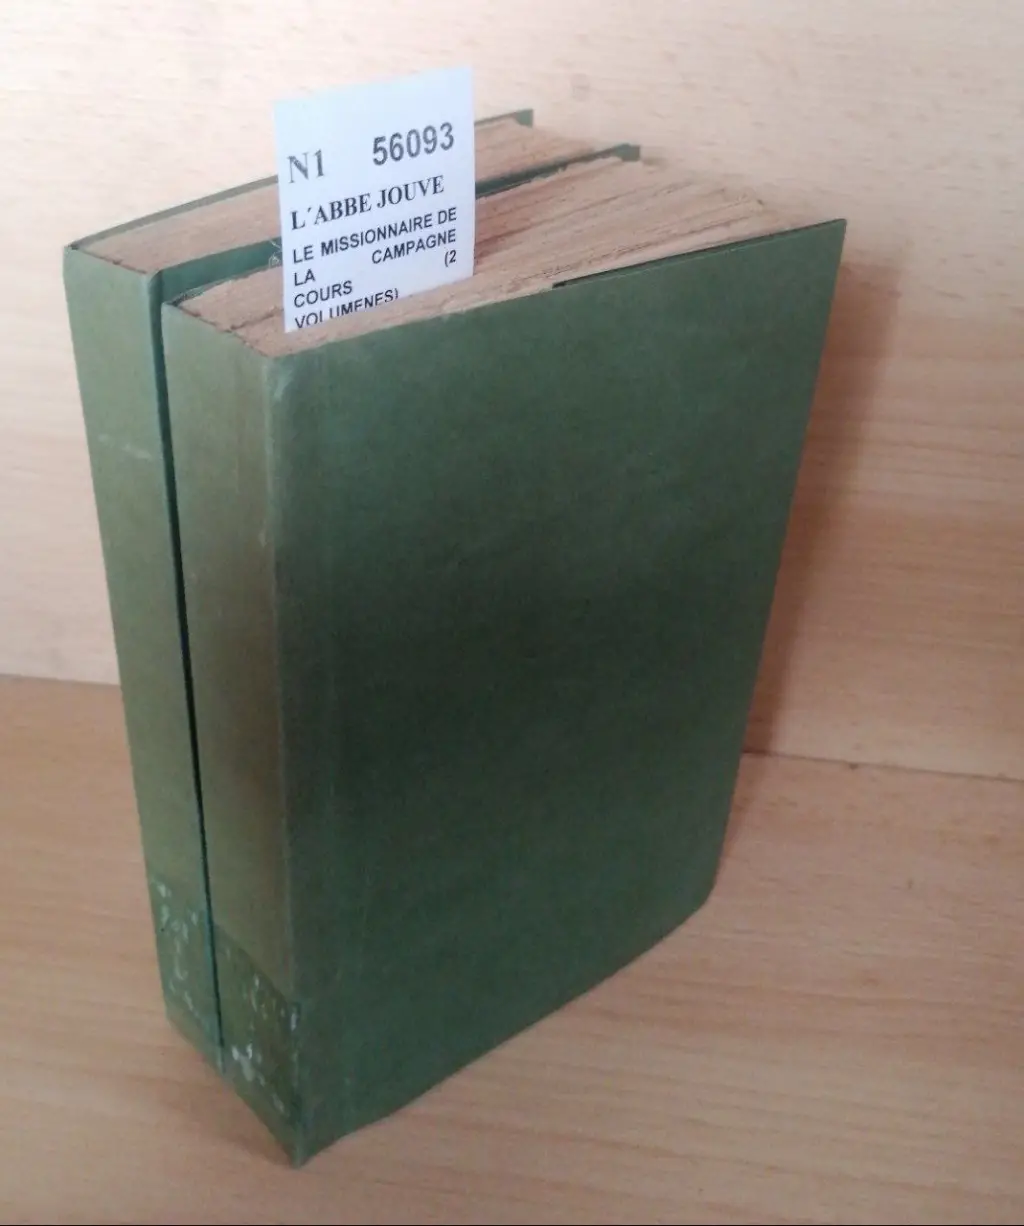 N1 56093
L´ABBE JOUVE
LE MISSIONNAIRE DE
LA CAMPAGNE
COURS (2
VOLUMENES)